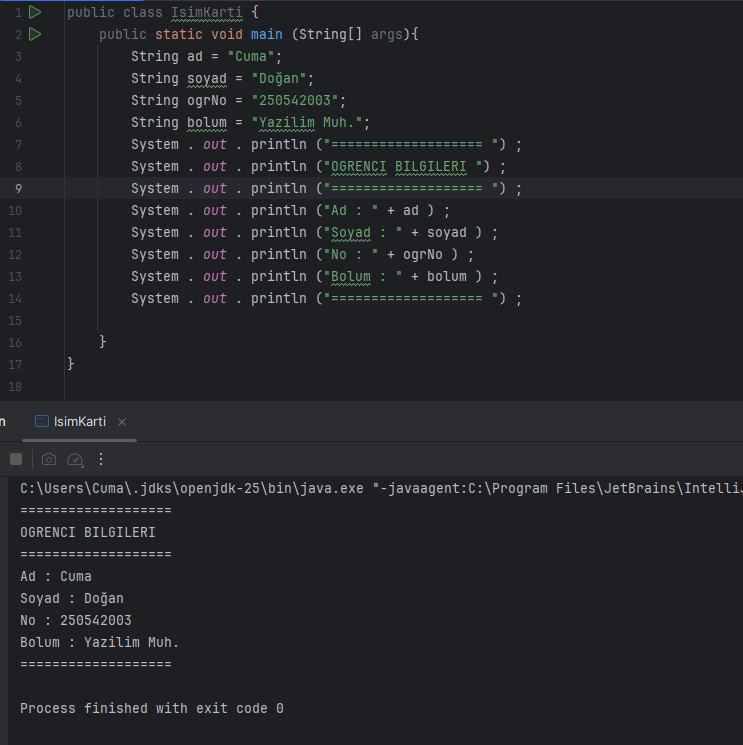 1 public class IsimKarti {
2 public static void main (String[] args){
3 String ad = "Cuma";
4 String soyad = "Doğan";
5 String ogrNo = "250542003";
6 String bolum = "Yazilim Muh.";
7 System . out . println ("=================== ") ;
8 System . out . println ("OGRENCI BILGILERI ") ;
9 System . out . println ("=================== ") ;
10 System . out . println ("Ad : " + ad ) ;
11 System . out . println ("Soyad : " + soyad ) ;
12 System . out . println ("No : " + ogrNo ) ;
13 System . out . println ("Bolum : " + bolum ) ;
14 System . out . println ("=================== ") ;
15
16 }
17 }
18
n IsimKarti ×
C:\Users\Cuma\.jdks\openjdk-25\bin\java.exe "-javaagent:C:\Program Files\JetBrains\IntelliJ
===================
OGRENCI BILGILERI
===================
Ad : Cuma
Soyad : Doğan
No : 250542003
Bolum : Yazilim Muh.
===================
Process finished with exit code 0